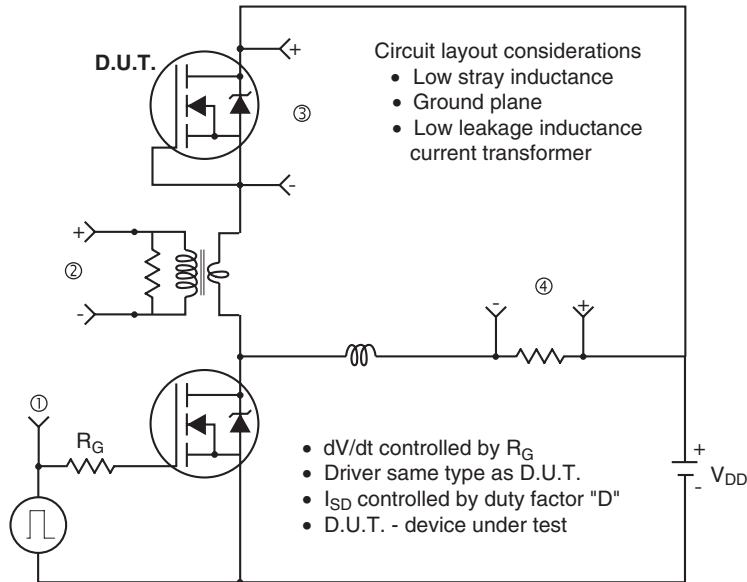 D.U.T.
+
③
-
Circuit layout considerations
• Low stray inductance
• Ground plane
• Low leakage inductance
current transformer
+
②
-
④
-
+
①
R_G
• dV/dt controlled by R_G
• Driver same type as D.U.T.
• I_SD controlled by duty factor "D"
• D.U.T. - device under test
+
V_DD
-